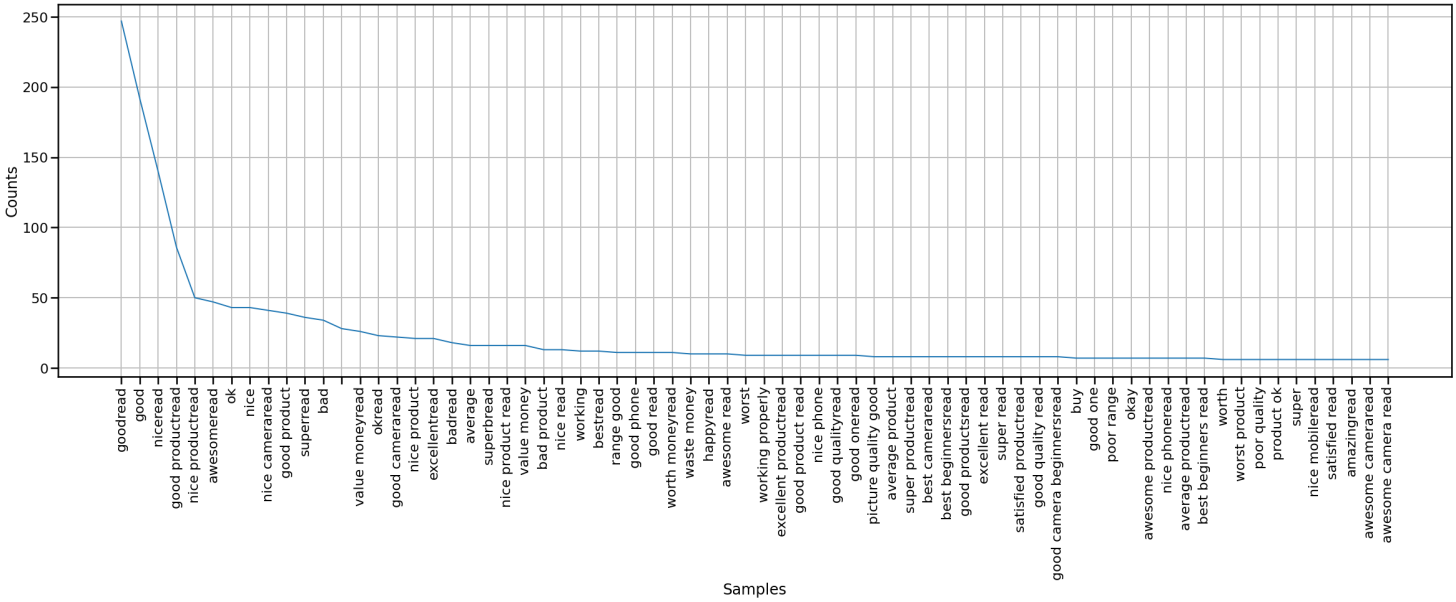 250
200
150
100
50
0
Counts
goodread
good
niceread
good productread
nice productread
awesomeread
ok
nice
nice cameraread
good product
superread
bad
value moneyread
okread
good cameraread
nice product
excellentread
badread
average
superbread
nice product read
value money
bad product
nice read
working
bestread
range good
good phone
good read
worth moneyread
waste money
happyread
awesome read
worst
working properly
excellent productread
good product read
nice phone
good qualityread
good oneread
picture quality good
average product
super productread
best cameraread
best beginnersread
good productsread
excellent read
super read
satisfied productread
good quality read
good camera beginnersread
buy
good one
poor range
okay
awesome productread
nice phoneread
average productread
best beginners read
worth
worst product
poor quality
product ok
super
nice mobileread
satisfied read
amazingread
awesome cameraread
awesome camera read
Samples